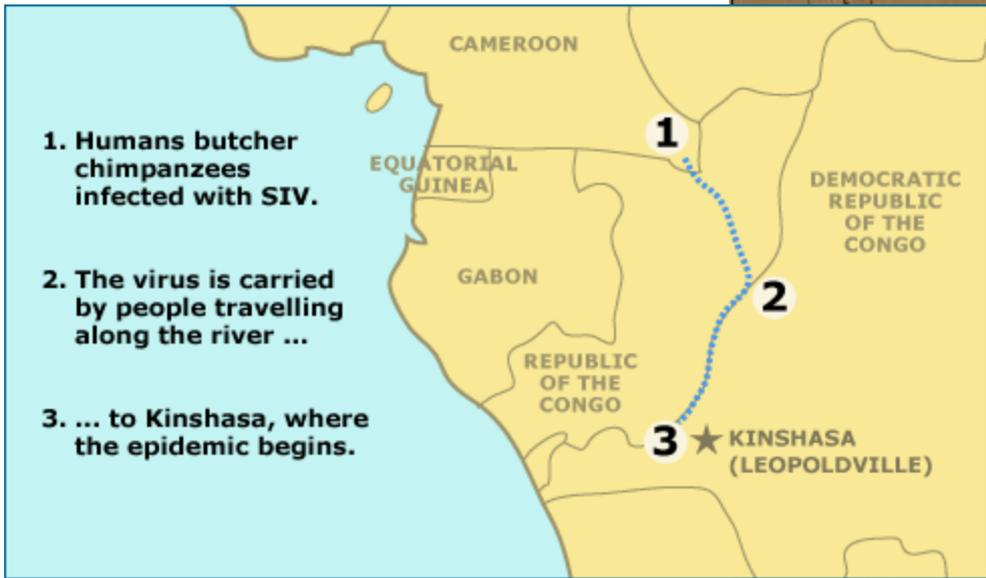 CAMEROON
1. Humans butcher
chimpanzees
infected with SIV.
1
EQUATORIAL
GUINEA
DEMOCRATIC
REPUBLIC
OF THE
CONGO
2. The virus is carried
by people travelling
along the river ...
GABON
2
REPUBLIC
OF THE
CONGO
3. ... to Kinshasa, where
the epidemic begins.
3
KINSHASA
(LEOPOLDVILLE)